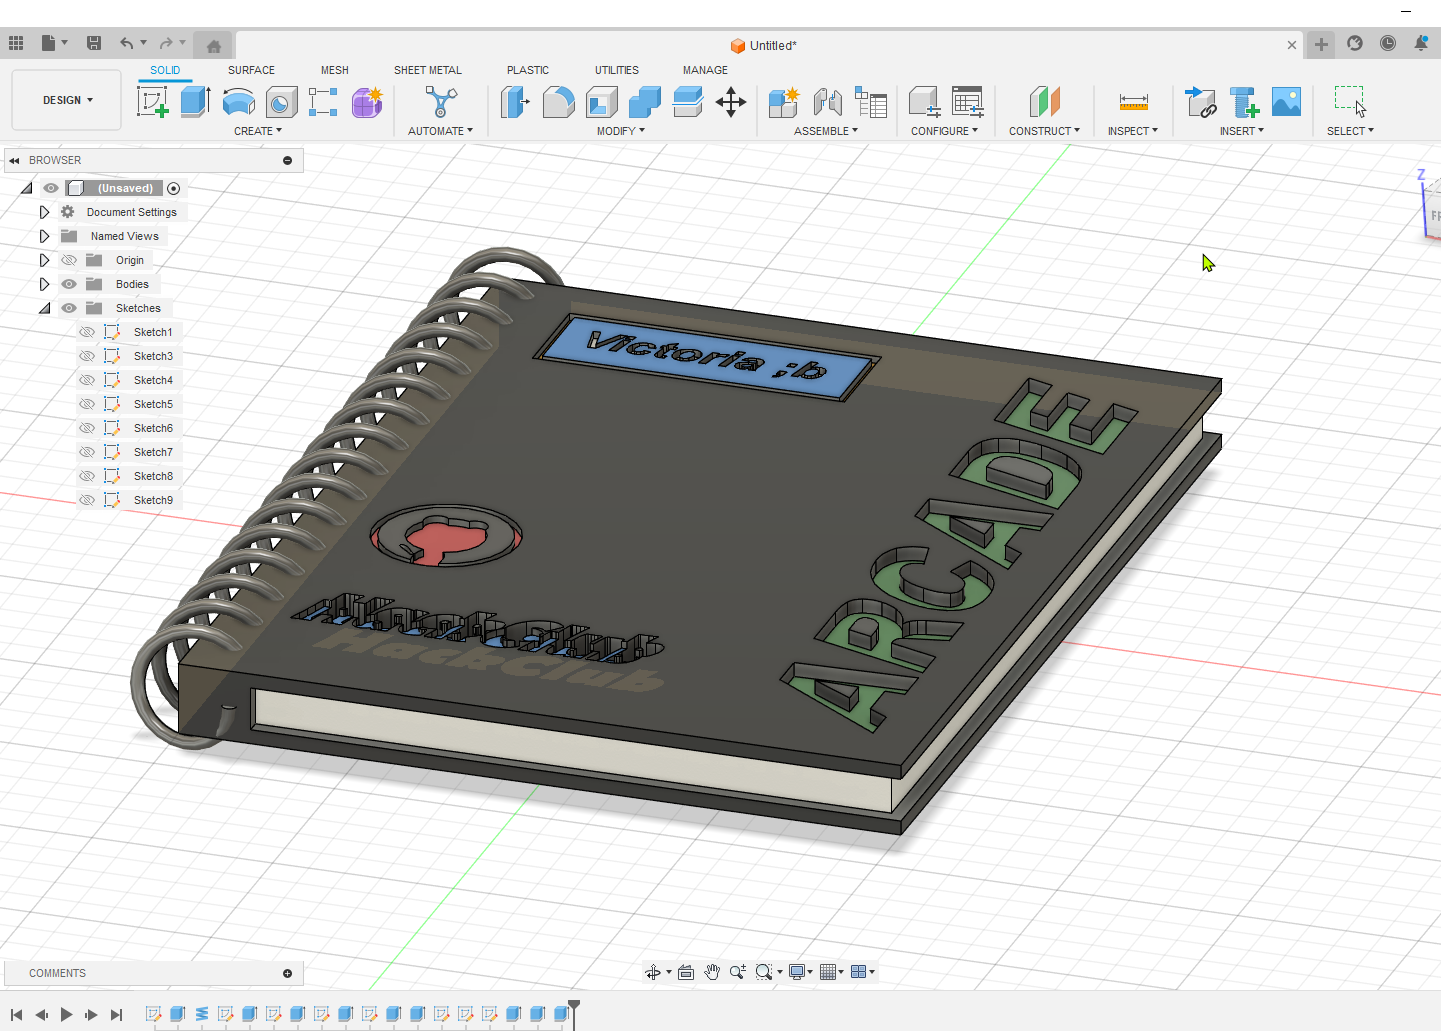 Untitled*
SOLID SURFACE MESH SHEET METAL PLASTIC UTILITIES MANAGE
DESIGN
CREATE AUTOMATE MODIFY ASSEMBLE CONFIGURE CONSTRUCT INSPECT INSERT SELECT
BROWSER
(Unsaved)
Document Settings
Named Views
Origin
Bodies
Sketches
Sketch1
Sketch3
Sketch4
Sketch5
Sketch6
Sketch7
Sketch8
Sketch9
Z
Victoria ;b
ARCADE
HackClub
COMMENTS